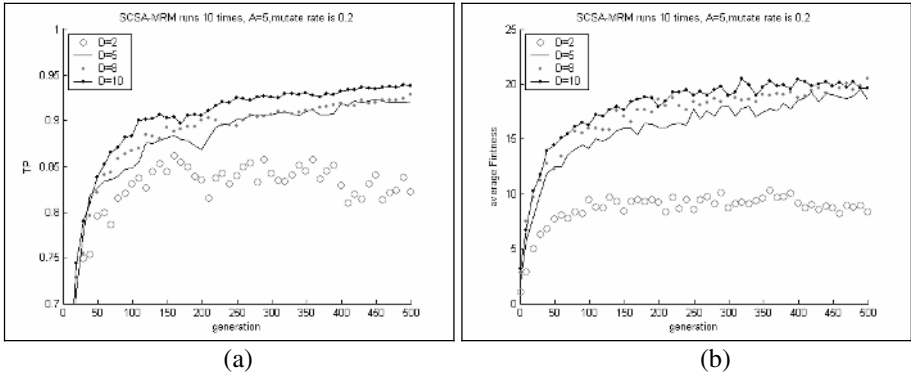 SCSA-MRM runs 10 times, A=5,mutate rate is 0.2
1
0.95
0.9
0.85
0.8
0.75
0.7
TP
D=2
D=5
D=8
D=10
0 50 100 150 200 250 300 350 400 450 500
generation
(a)
SCSA-MRM runs 10 times, A=5,mutate rate is 0.2
25
20
15
10
5
0
average Fintness
D=2
D=5
D=8
D=10
0 50 100 150 200 250 300 350 400 450 500
generation
(b)